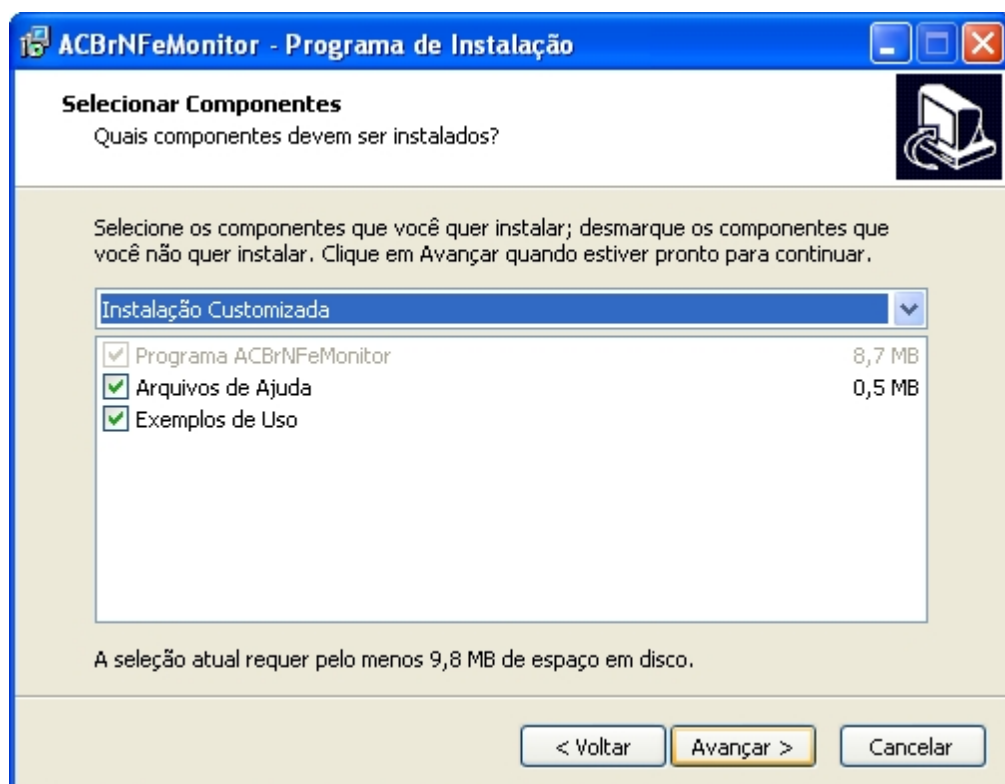 ACBrNFeMonitor - Programa de Instalação
Selecionar Componentes
Quais componentes devem ser instalados?
Selecione os componentes que você quer instalar; desmarque os componentes que
você não quer instalar. Clique em Avançar quando estiver pronto para continuar.
Instalação Customizada
Programa ACBrNFeMonitor 8,7 MB
Arquivos de Ajuda 0,5 MB
Exemplos de Uso
A seleção atual requer pelo menos 9,8 MB de espaço em disco.
< Voltar Avançar > Cancelar